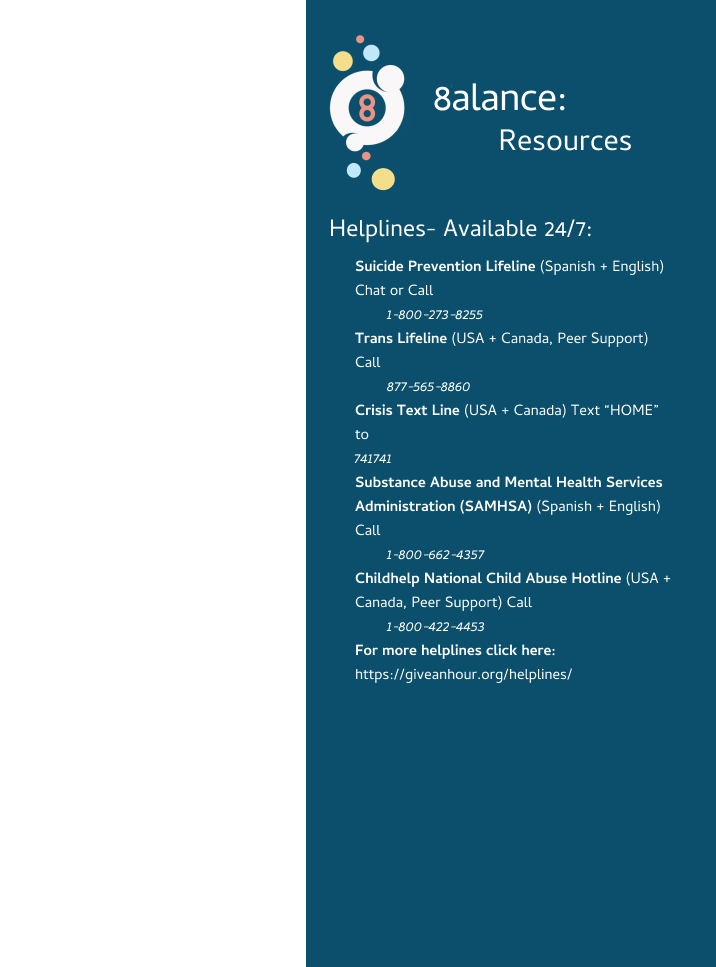 8
8alance:
Resources
Helplines- Available 24/7:
Suicide Prevention Lifeline (Spanish + English)
Chat or Call
1-800-273-8255
Trans Lifeline (USA + Canada, Peer Support)
Call
877-565-8860
Crisis Text Line (USA + Canada) Text “HOME”
to
741741
Substance Abuse and Mental Health Services
Administration (SAMHSA) (Spanish + English)
Call
1-800-662-4357
Childhelp National Child Abuse Hotline (USA +
Canada, Peer Support) Call
1-800-422-4453
For more helplines click here:
https://giveanhour.org/helplines/